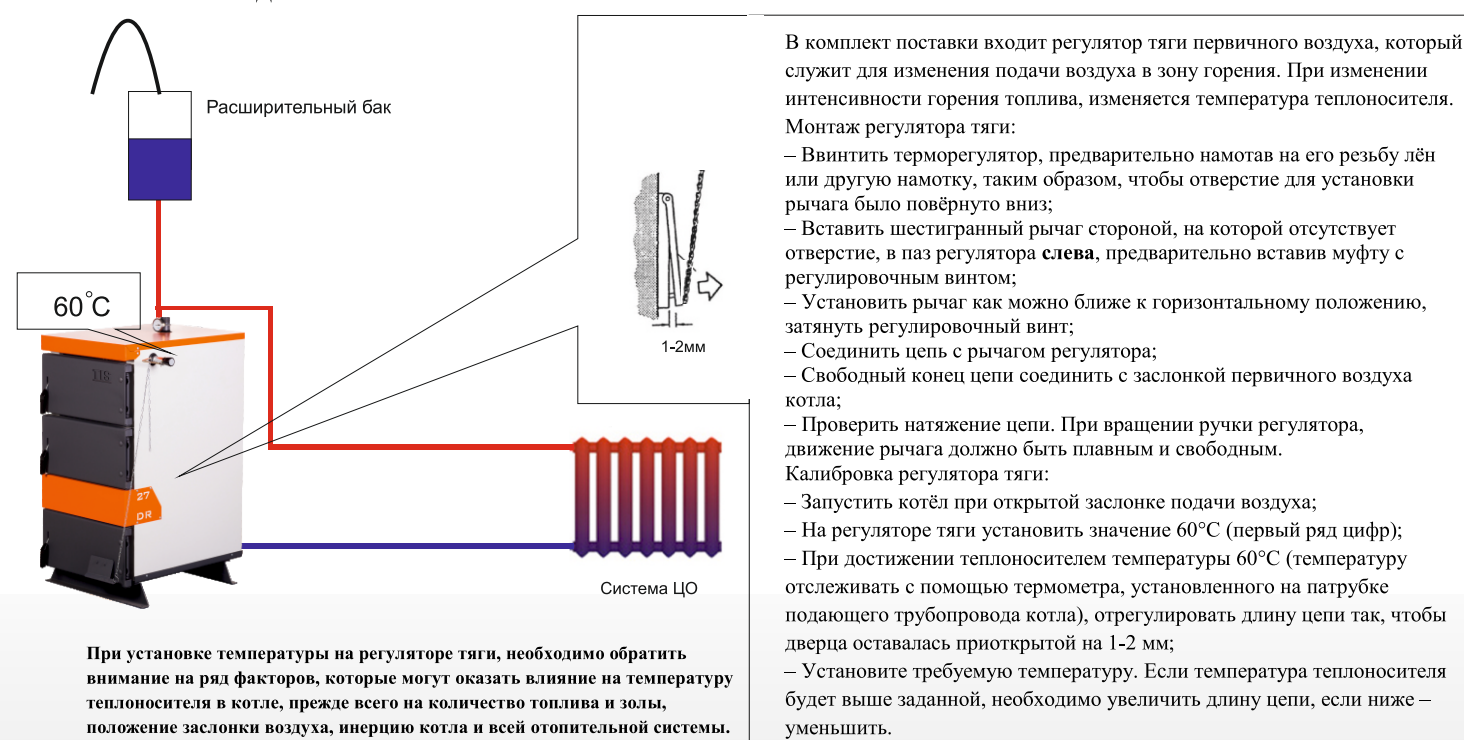 Расширительный бак
60°C
TIS
27
DR
1-2мм
Система ЦО
При установке температуры на регуляторе тяги, необходимо обратить
внимание на ряд факторов, которые могут оказать влияние на температуру
теплоносителя в котле, прежде всего на количество топлива и золы,
положение заслонки воздуха, инерцию котла и всей отопительной системы.
В комплект поставки входит регулятор тяги первичного воздуха, который
служит для изменения подачи воздуха в зону горения. При изменении
интенсивности горения топлива, изменяется температура теплоносителя.
Монтаж регулятора тяги:
– Ввинтить терморегулятор, предварительно намотав на его резьбу лён
или другую намотку, таким образом, чтобы отверстие для установки
рычага было повёрнуто вниз;
– Вставить шестигранный рычаг стороной, на которой отсутствует
отверстие, в паз регулятора слева, предварительно вставив муфту с
регулировочным винтом;
– Установить рычаг как можно ближе к горизонтальному положению,
затянуть регулировочный винт;
– Соединить цепь с рычагом регулятора;
– Свободный конец цепи соединить с заслонкой первичного воздуха
котла;
– Проверить натяжение цепи. При вращении ручки регулятора,
движение рычага должно быть плавным и свободным.
Калибровка регулятора тяги:
– Запустить котёл при открытой заслонке подачи воздуха;
– На регуляторе тяги установить значение 60°С (первый ряд цифр);
– При достижении теплоносителем температуры 60°С (температуру
отслеживать с помощью термометра, установленного на патрубке
подающего трубопровода котла), отрегулировать длину цепи так, чтобы
дверца оставалась приоткрытой на 1-2 мм;
– Установите требуемую температуру. Если температура теплоносителя
будет выше заданной, необходимо увеличить длину цепи, если ниже –
уменьшить.